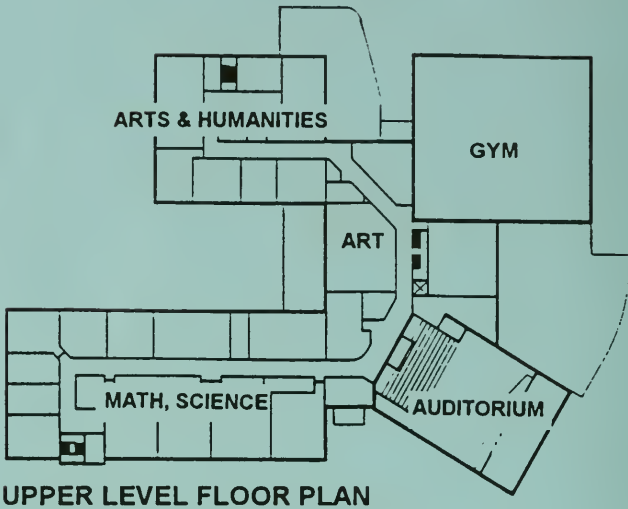 ARTS & HUMANITIES
GYM
ART
MATH, SCIENCE
AUDITORIUM
UPPER LEVEL FLOOR PLAN